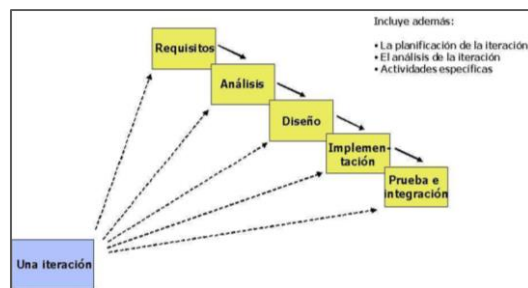 Incluye además:
• La planificación de la iteración
• El análisis de la iteración
• Actividades específicas
Requisitos
Análisis
Diseño
Implemen-
tación
Prueba e
integración
Una iteración